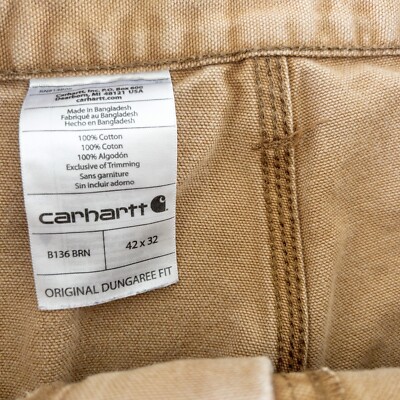 Carhartt, Inc. P.O. Box 600
Dearborn, MI 48121 USA
carhartt.com
Made in Bangladesh
Fabriqué au Bangladesh
Hecho en Bangladesh
100% Cotton
100% Coton
100% Algodón
Exclusive of Trimming
Sans garniture
Sin incluir adorno
carhartt
B136 BRN
42 x 32
ORIGINAL DUNGAREE FIT